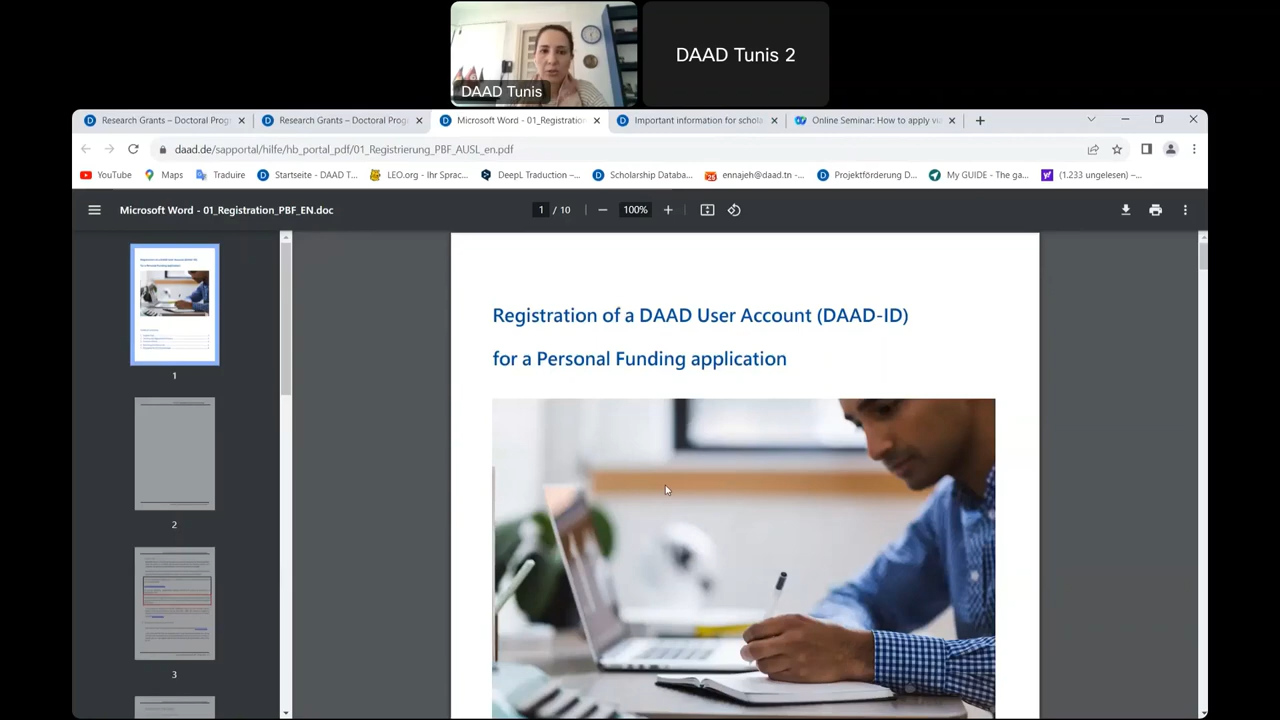 DAAD Tunis
DAAD Tunis 2
Research Grants – Doctoral Prog
Research Grants – Doctoral Prog
Microsoft Word - 01_Registration
Important information for schola
Online Seminar: How to apply via
daad.de/sapportal/hilfe/hb_portal_pdf/01_Registrierung_PBF_AUSL_en.pdf
YouTube
Maps
Traduire
Startseite - DAAD T...
LEO.org - Ihr Sprac...
DeepL Traduction –...
Scholarship Databa...
ennajeh@daad.tn -...
Projektförderung D...
My GUIDE - The ga...
(1.233 ungelesen) –...
Microsoft Word - 01_Registration_PBF_EN.doc
1 / 10
100%
Registration of a DAAD User Account (DAAD-ID)
for a Personal Funding application
1
2
3